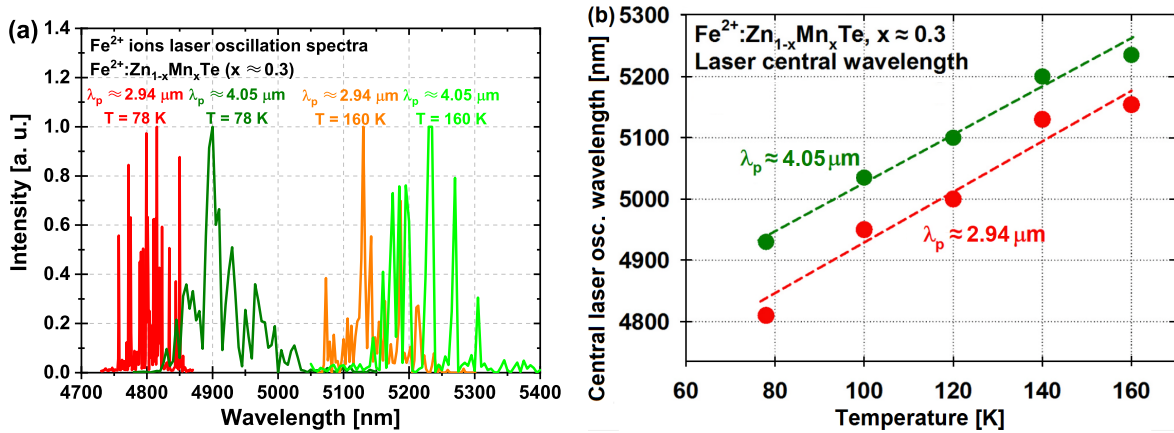 (a)
Fe²⁺ ions laser oscillation spectra
Fe²⁺:Zn₁₋ₓMnₓTe (x ≈ 0.3)
λₚ ≈ 2.94 μm
T = 78 K
λₚ ≈ 4.05 μm
T = 78 K
λₚ ≈ 2.94 μm
T = 160 K
λₚ ≈ 4.05 μm
T = 160 K
Intensity [a. u.]
1.4
1.2
1.0
0.8
0.6
0.4
0.2
0.0
4700 4800 4900 5000 5100 5200 5300 5400
Wavelength [nm]
(b)
Fe²⁺:Zn₁₋ₓMnₓTe, x ≈ 0.3
Laser central wavelength
λₚ ≈ 4.05 μm
λₚ ≈ 2.94 μm
Central laser osc. wavelength [nm]
5300
5200
5100
5000
4900
4800
60 80 100 120 140 160
Temperature [K]